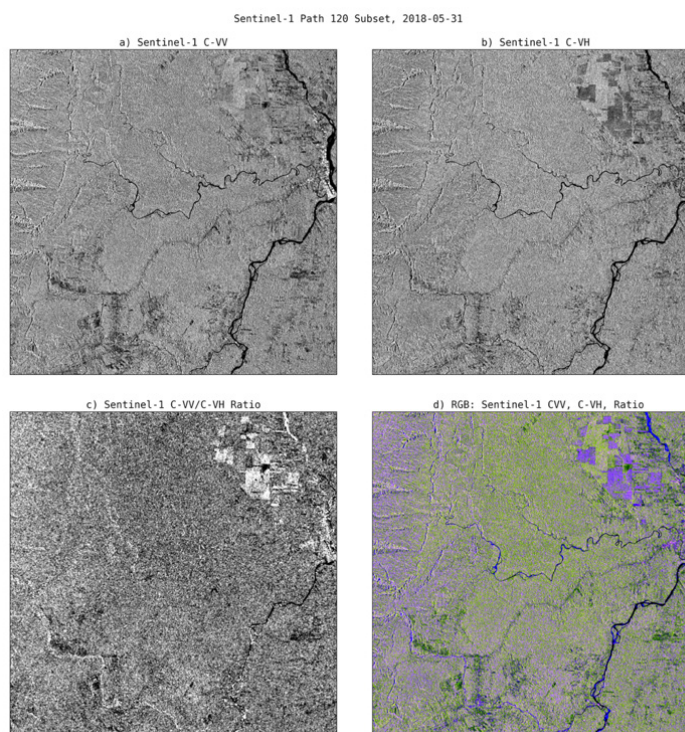 Sentinel-1 Path 120 Subset, 2018-05-31
a) Sentinel-1 C-VV
b) Sentinel-1 C-VH
c) Sentinel-1 C-VV/C-VH Ratio
d) RGB: Sentinel-1 CVV, C-VH, Ratio